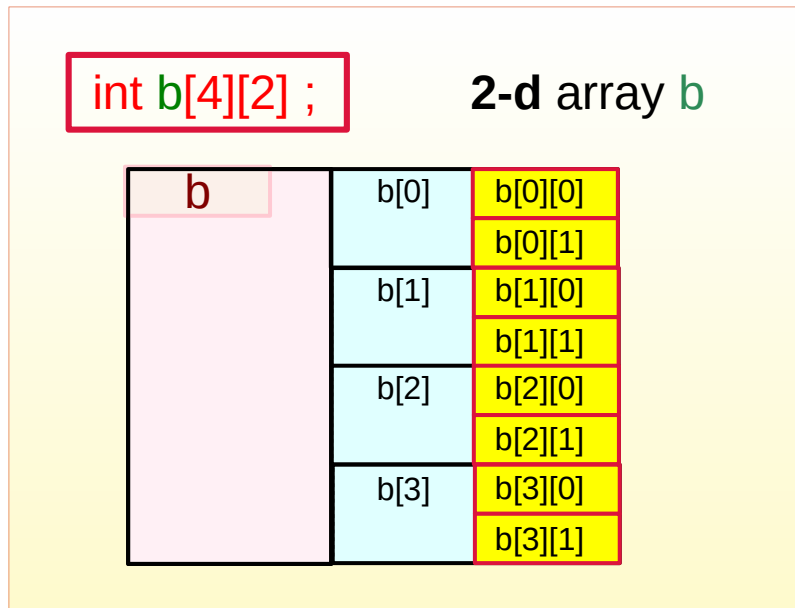 int b[4][2] ; 2-d array b
b b[0] b[0][0]
b[0][1]
b[1] b[1][0]
b[1][1]
b[2] b[2][0]
b[2][1]
b[3] b[3][0]
b[3][1]